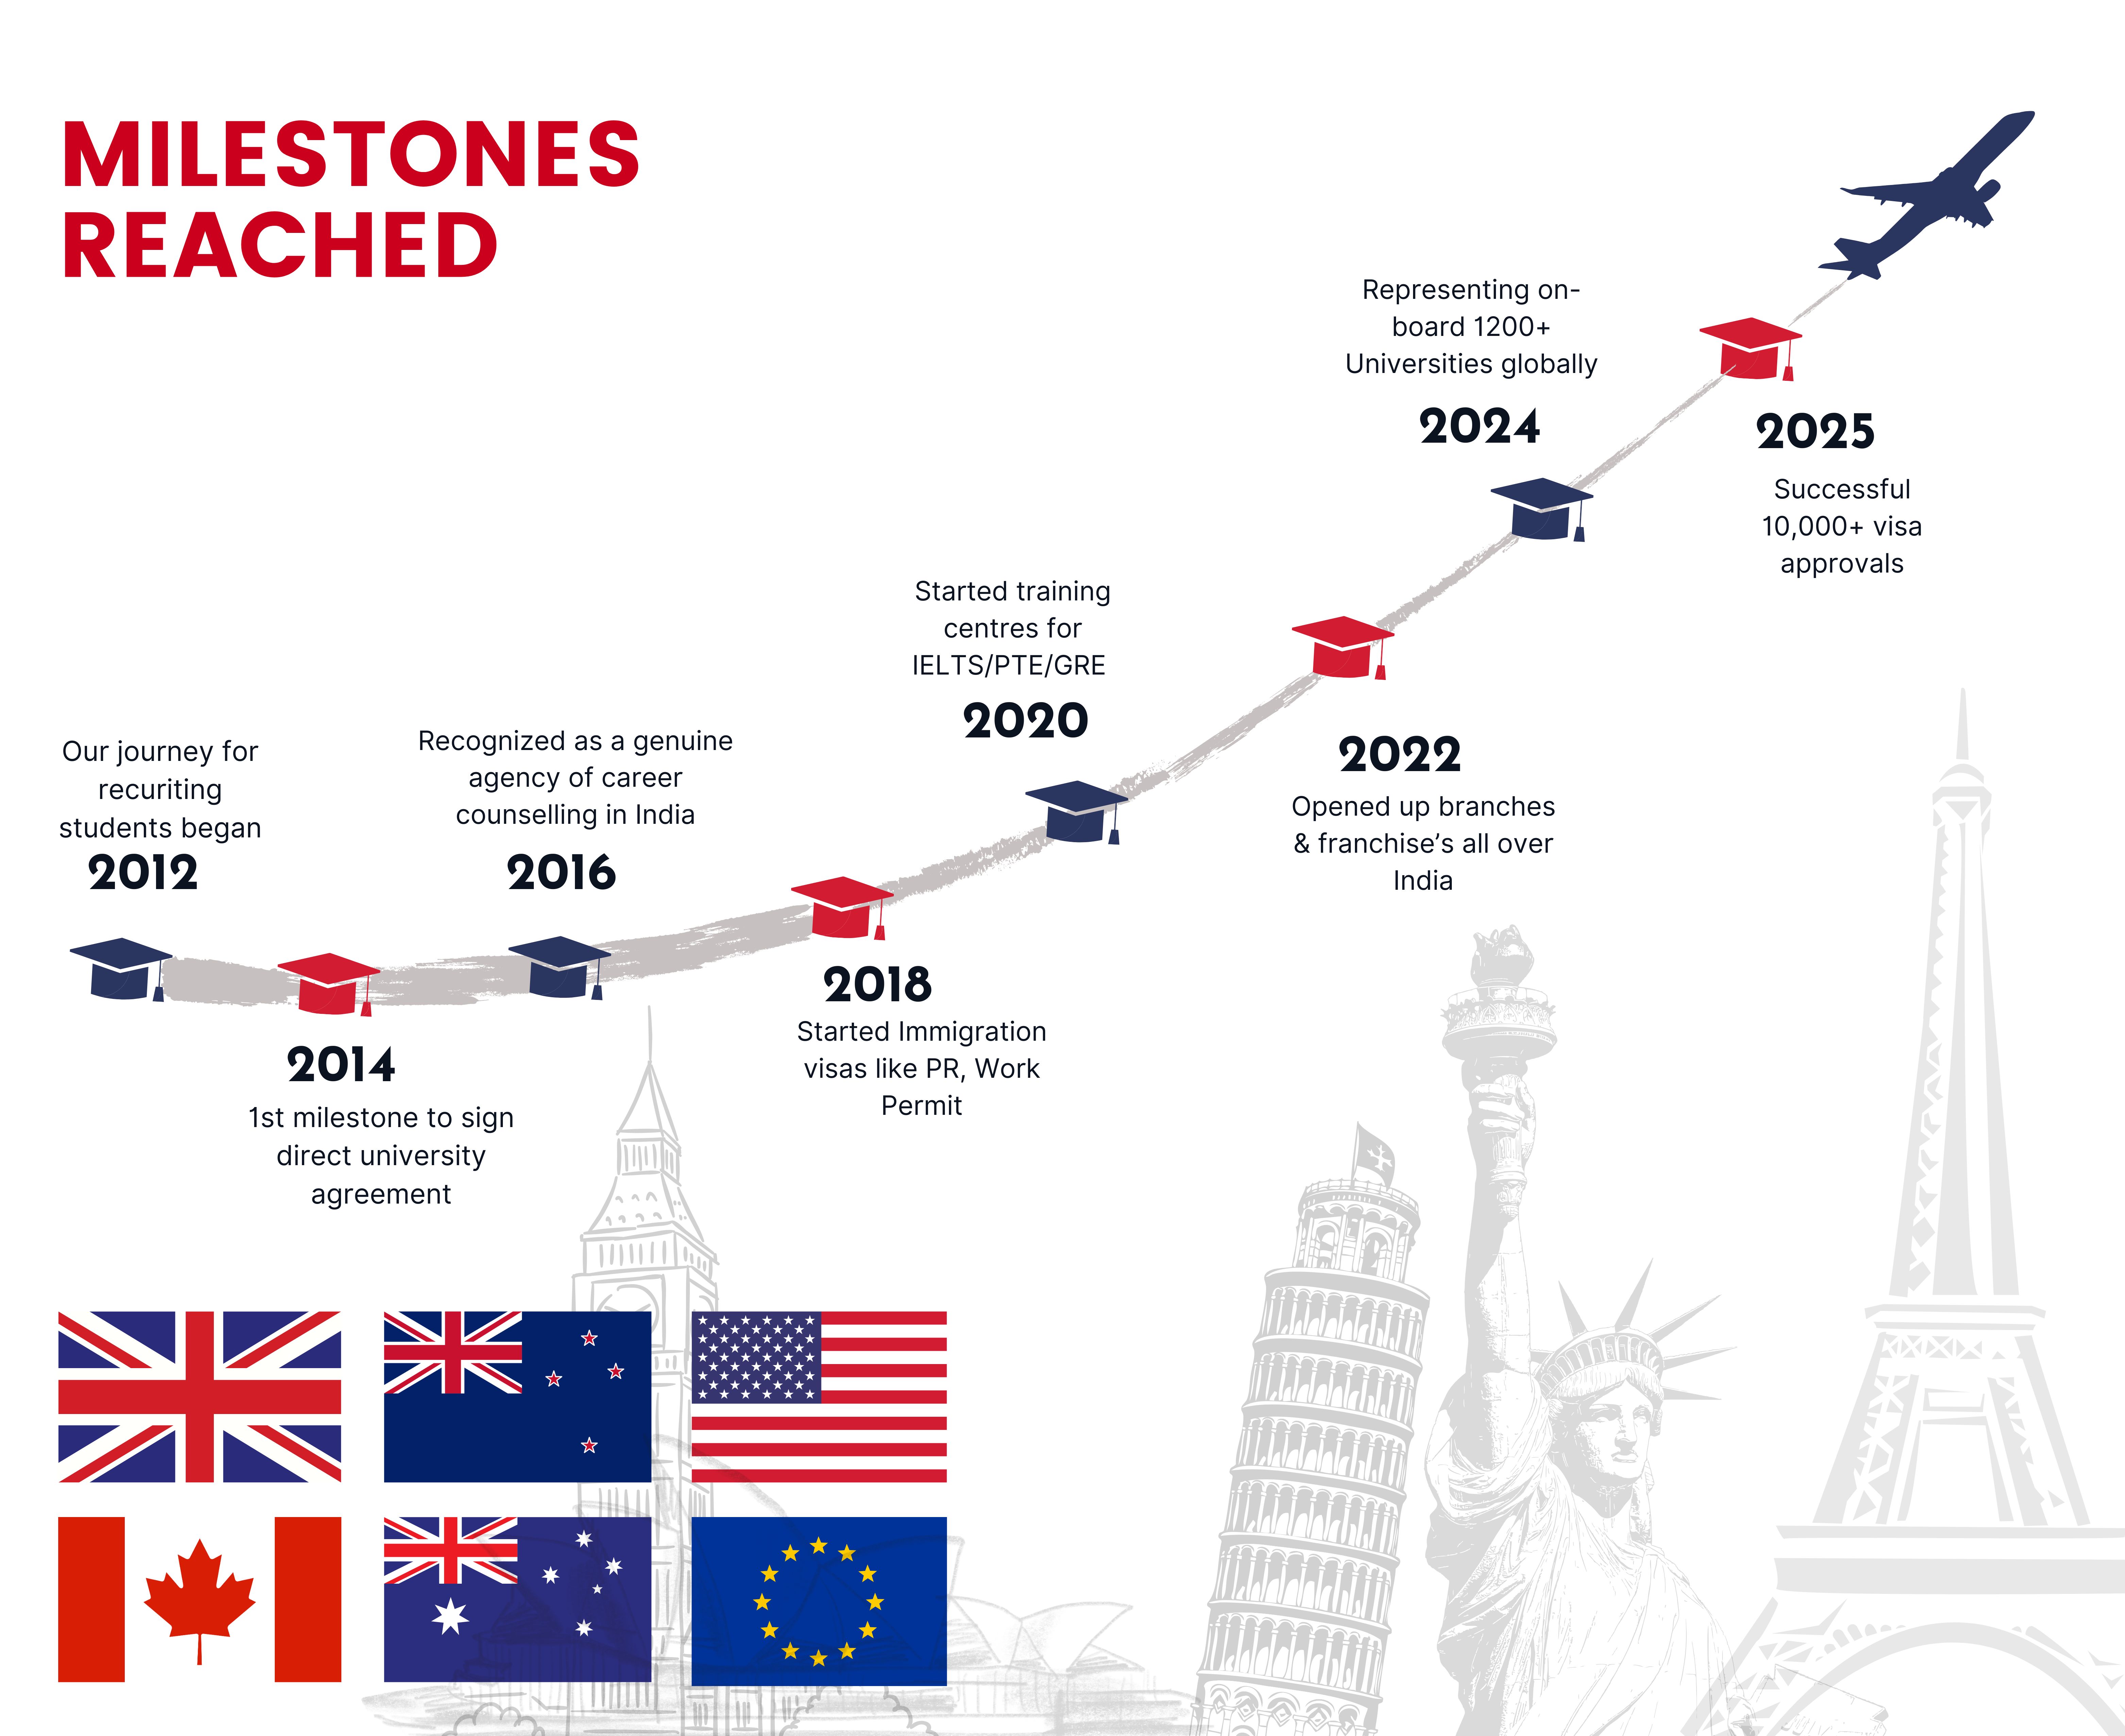 MILESTONES
REACHED
Our journey for
recuriting
students began
2012
2014
1st milestone to sign
direct university
agreement
Recognized as a genuine
agency of career
counselling in India
2016
2018
Started Immigration
visas like PR, Work
Permit
Started training
centres for
IELTS/PTE/GRE
2020
2022
Opened up branches
& franchise’s all over
India
Representing on-
board 1200+
Universities globally
2024
2025
Successful
10,000+ visa
approvals